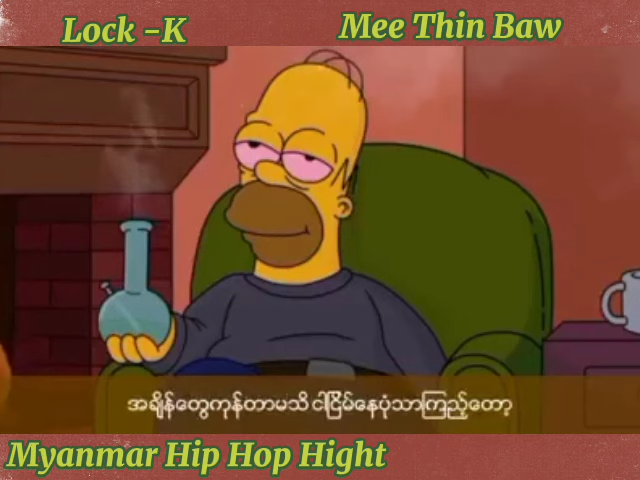 Lock -K
Mee Thin Baw
အချိန်တွေကုန်တာမသိ ငါငြိမ်နေပုံသာကြည့်တော့
Myanmar Hip Hop Hight